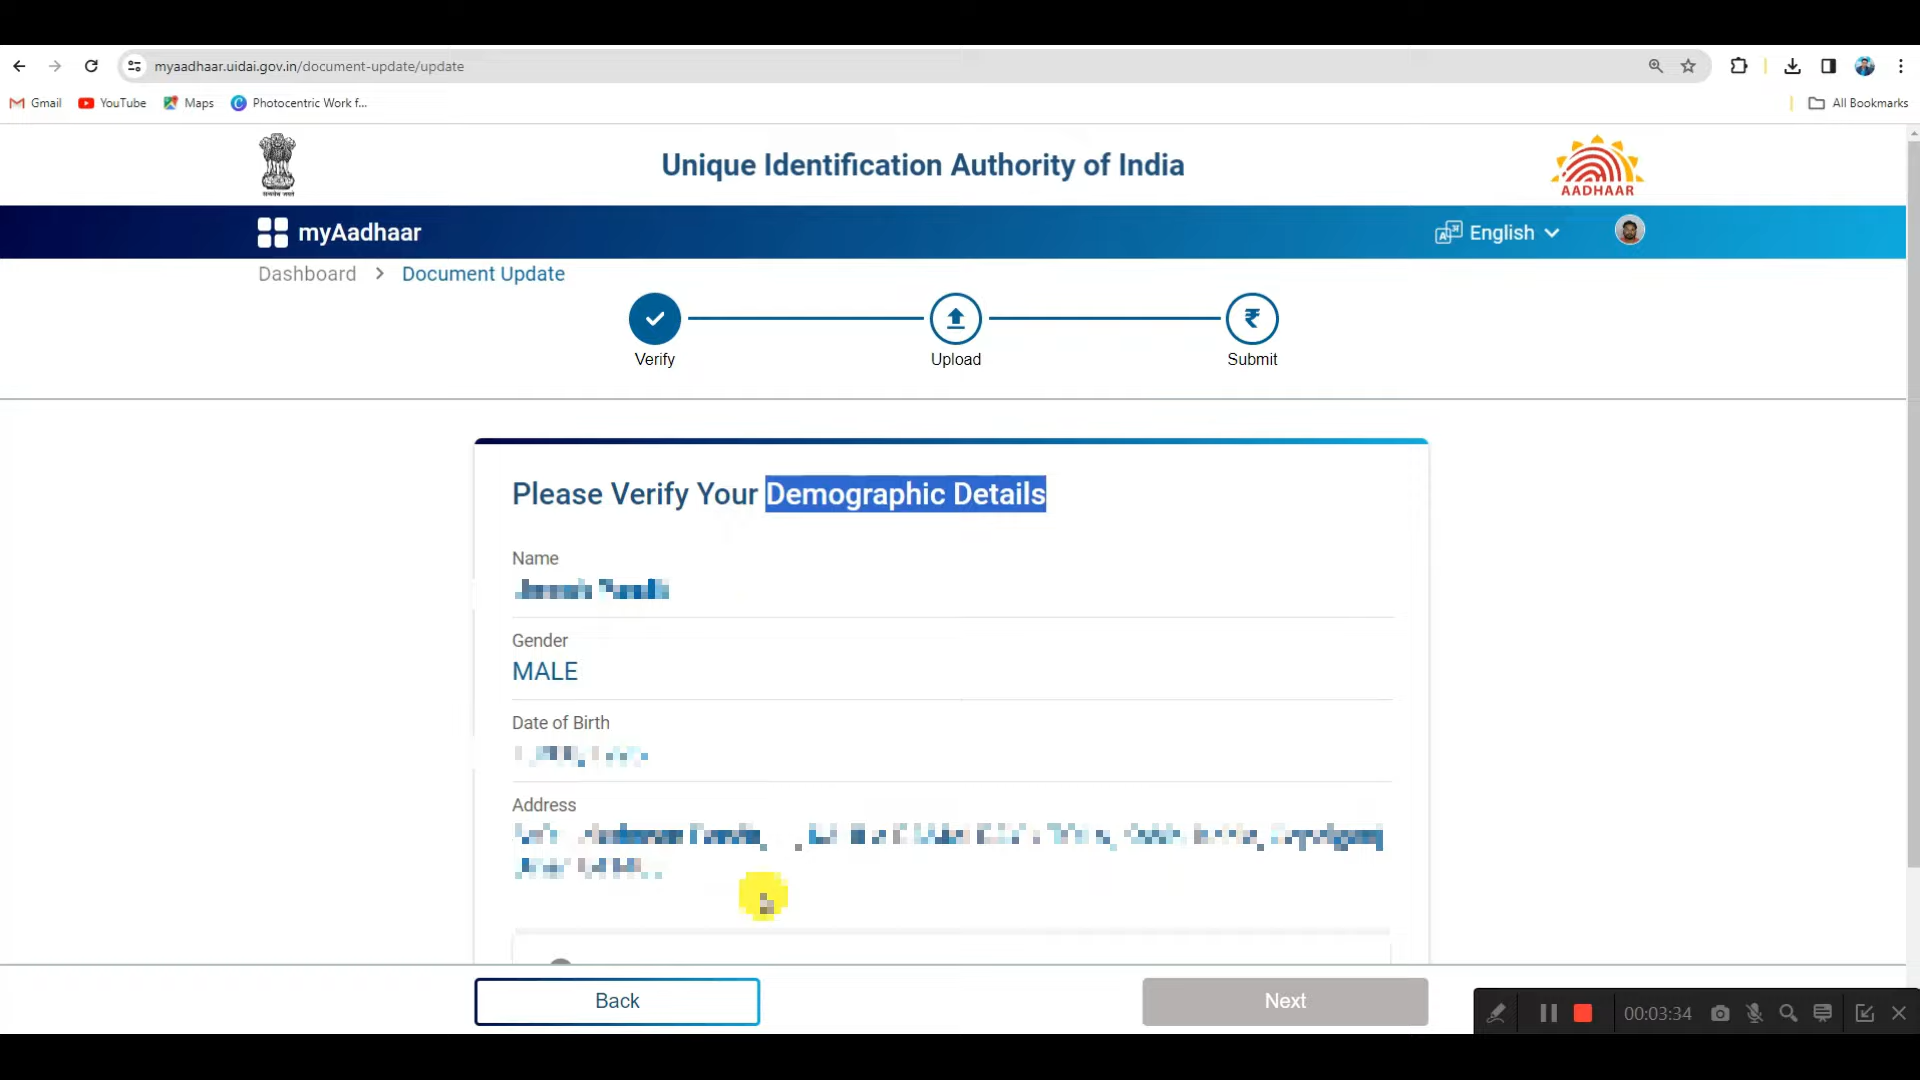 myaadhaar.uidai.gov.in/document-update/update
Gmail YouTube Maps Photocentric Work f... All Bookmarks
Unique Identification Authority of India
AADHAAR
myAadhaar English
Dashboard > Document Update
Verify Upload Submit
Please Verify Your Demographic Details
Name
Gender
MALE
Date of Birth
Address
Back Next
00:03:34